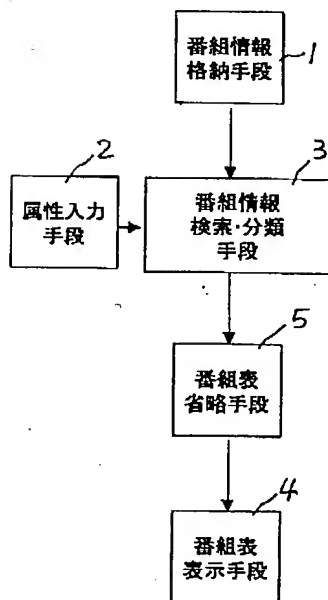 番組情報
格納手段
1
2
属性入力
手段
3
番組情報
検索・分類
手段
5
番組表
省略手段
4
番組表
表示手段